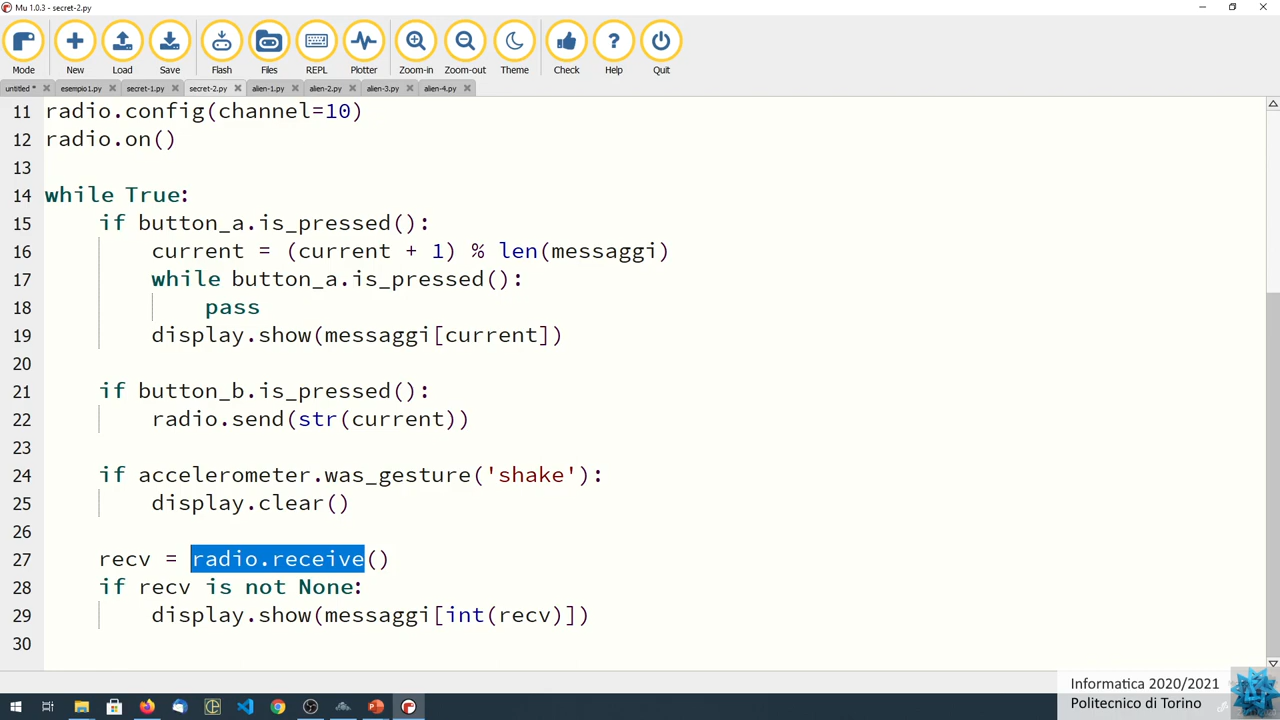 Mu 1.0.3 - secret-2.py
Mode New Load Save Flash Files REPL Plotter Zoom-in Zoom-out Theme Check Help Quit
untitled * esempio1.py secret-1.py secret-2.py alien-1.py alien-2.py alien-3.py alien-4.py
11 radio.config(channel=10)
12 radio.on()
13
14 while True:
15 if button_a.is_pressed():
16 current = (current + 1) % len(messaggi)
17 while button_a.is_pressed():
18 pass
19 display.show(messaggi[current])
20
21 if button_b.is_pressed():
22 radio.send(str(current))
23
24 if accelerometer.was_gesture('shake'):
25 display.clear()
26
27 recv = radio.receive()
28 if recv is not None:
29 display.show(messaggi[int(recv)])
30
Informatica 2020/2021
Politecnico di Torino